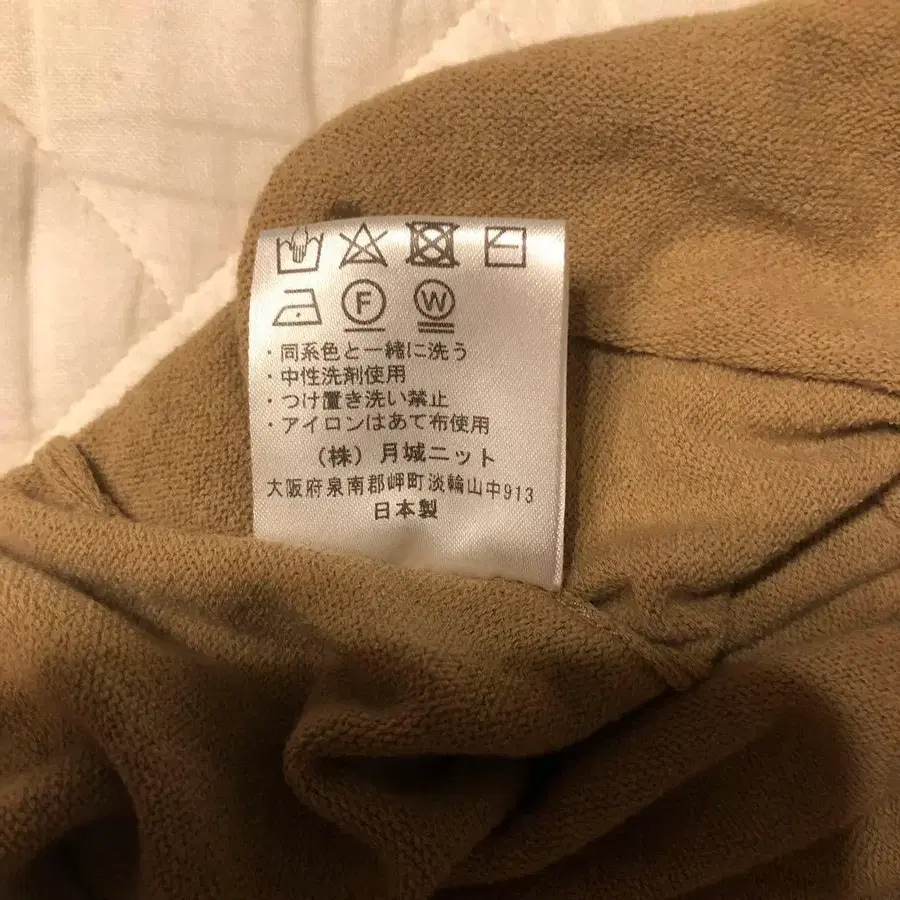 F W
・同系色と一緒に洗う
・中性洗剤使用
・つけ置き洗い禁止
・アイロンはあて布使用
（株）月城ニット
大阪府泉南郡岬町淡輪山中913
日本製